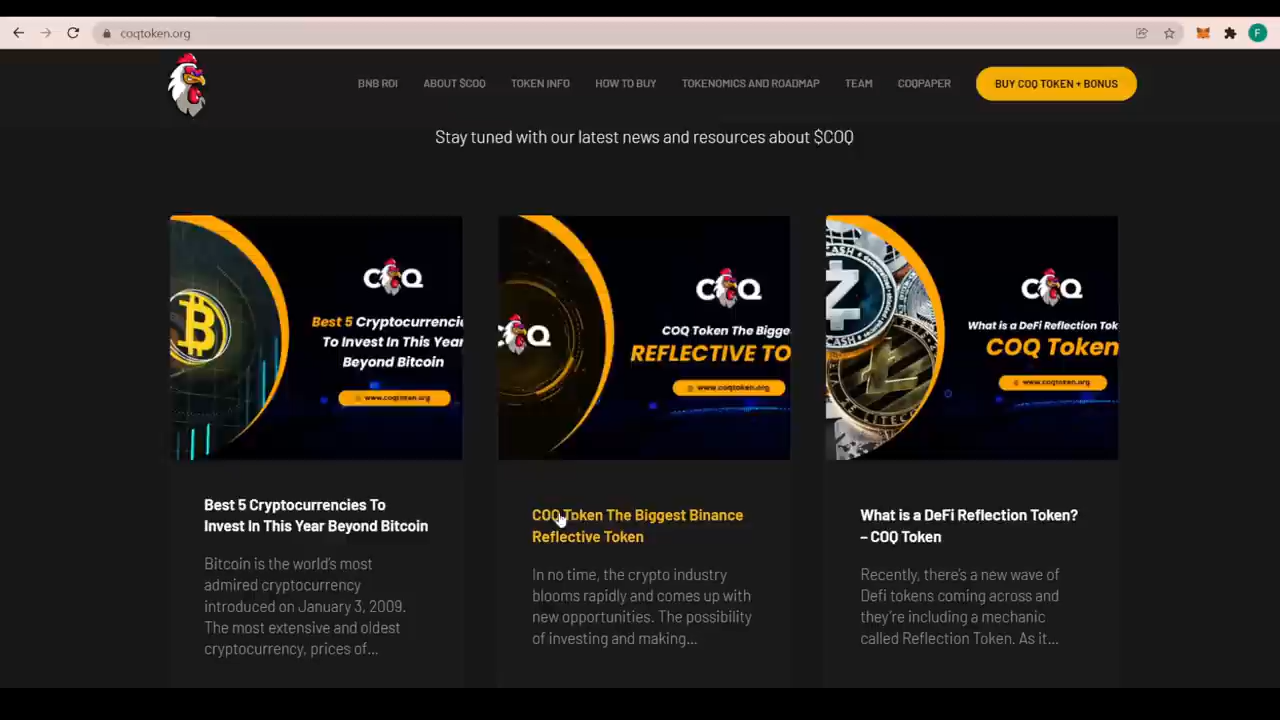 coqtoken.org
F
BNB ROI
ABOUT $COQ
TOKEN INFO
HOW TO BUY
TOKENOMICS AND ROADMAP
TEAM
COQPAPER
BUY COQ TOKEN + BONUS
Stay tuned with our latest news and resources about $COQ
COQ
Best 5 Cryptocurrencie
To Invest In This Year
Beyond Bitcoin
www.coqtoken.org
COQ
COQ
COQ Token The Bigge
REFLECTIVE TO
www.coqtoken.org
CASH
LITEC
CASH
COQ
What is a DeFi Reflection Tok
COQ Token
www.coqtoken.org
Best 5 Cryptocurrencies To
Invest In This Year Beyond Bitcoin
Bitcoin is the world's most
admired cryptocurrency
introduced on January 3, 2009.
The most extensive and oldest
cryptocurrency, prices of...
COQ Token The Biggest Binance
Reflective Token
In no time, the crypto industry
blooms rapidly and comes up with
new opportunities. The possibility
of investing and making...
What is a DeFi Reflection Token?
– COQ Token
Recently, there's a new wave of
Defi tokens coming across and
they're including a mechanic
called Reflection Token. As it...